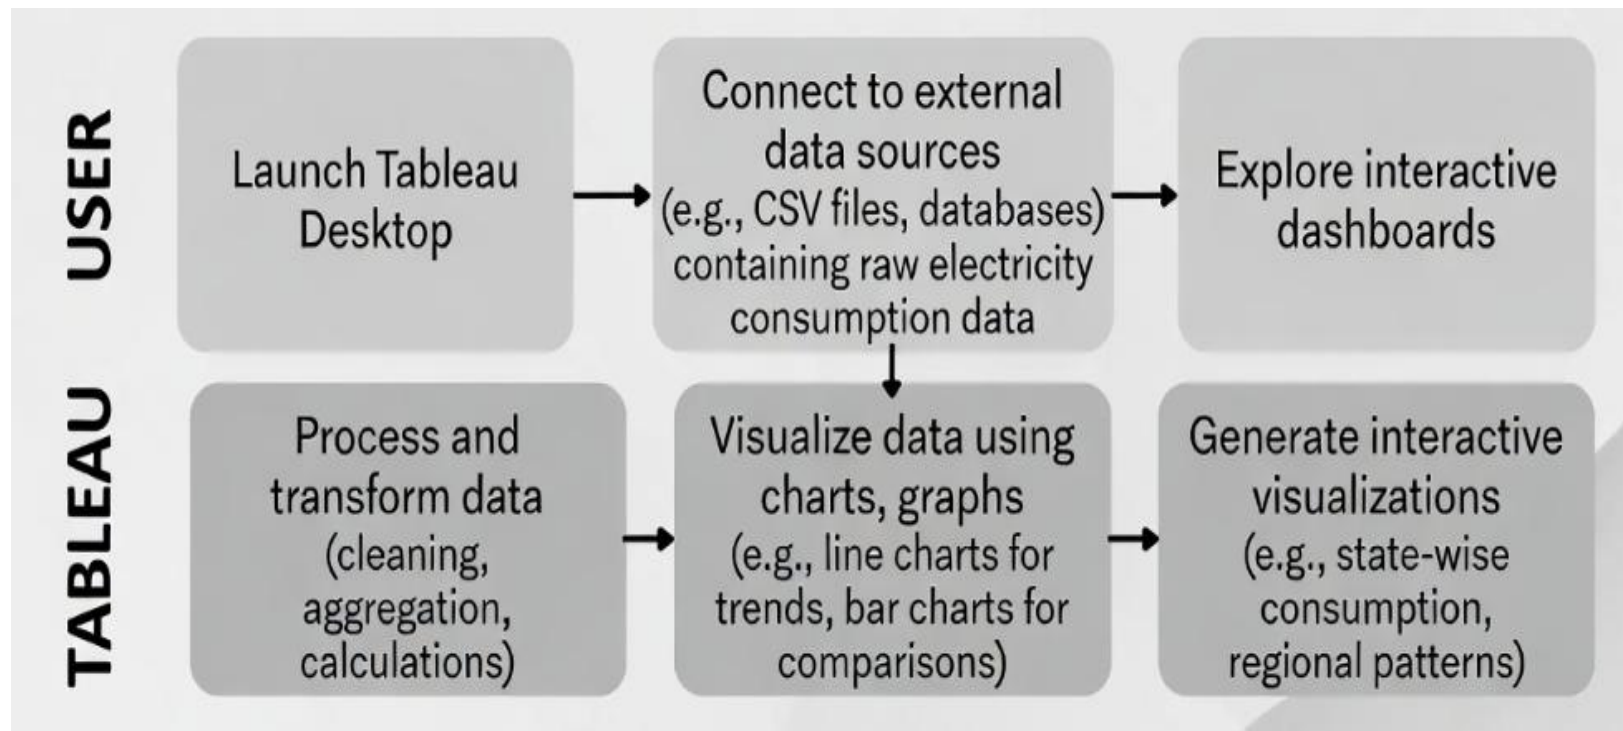 USER
Launch Tableau
Desktop
Connect to external
data sources
(e.g., CSV files, databases)
containing raw electricity
consumption data
Explore interactive
dashboards
TABLEAU
Process and
transform data
(cleaning,
aggregation,
calculations)
Visualize data using
charts, graphs
(e.g., line charts for
trends, bar charts for
comparisons)
Generate interactive
visualizations
(e.g., state-wise
consumption,
regional patterns)